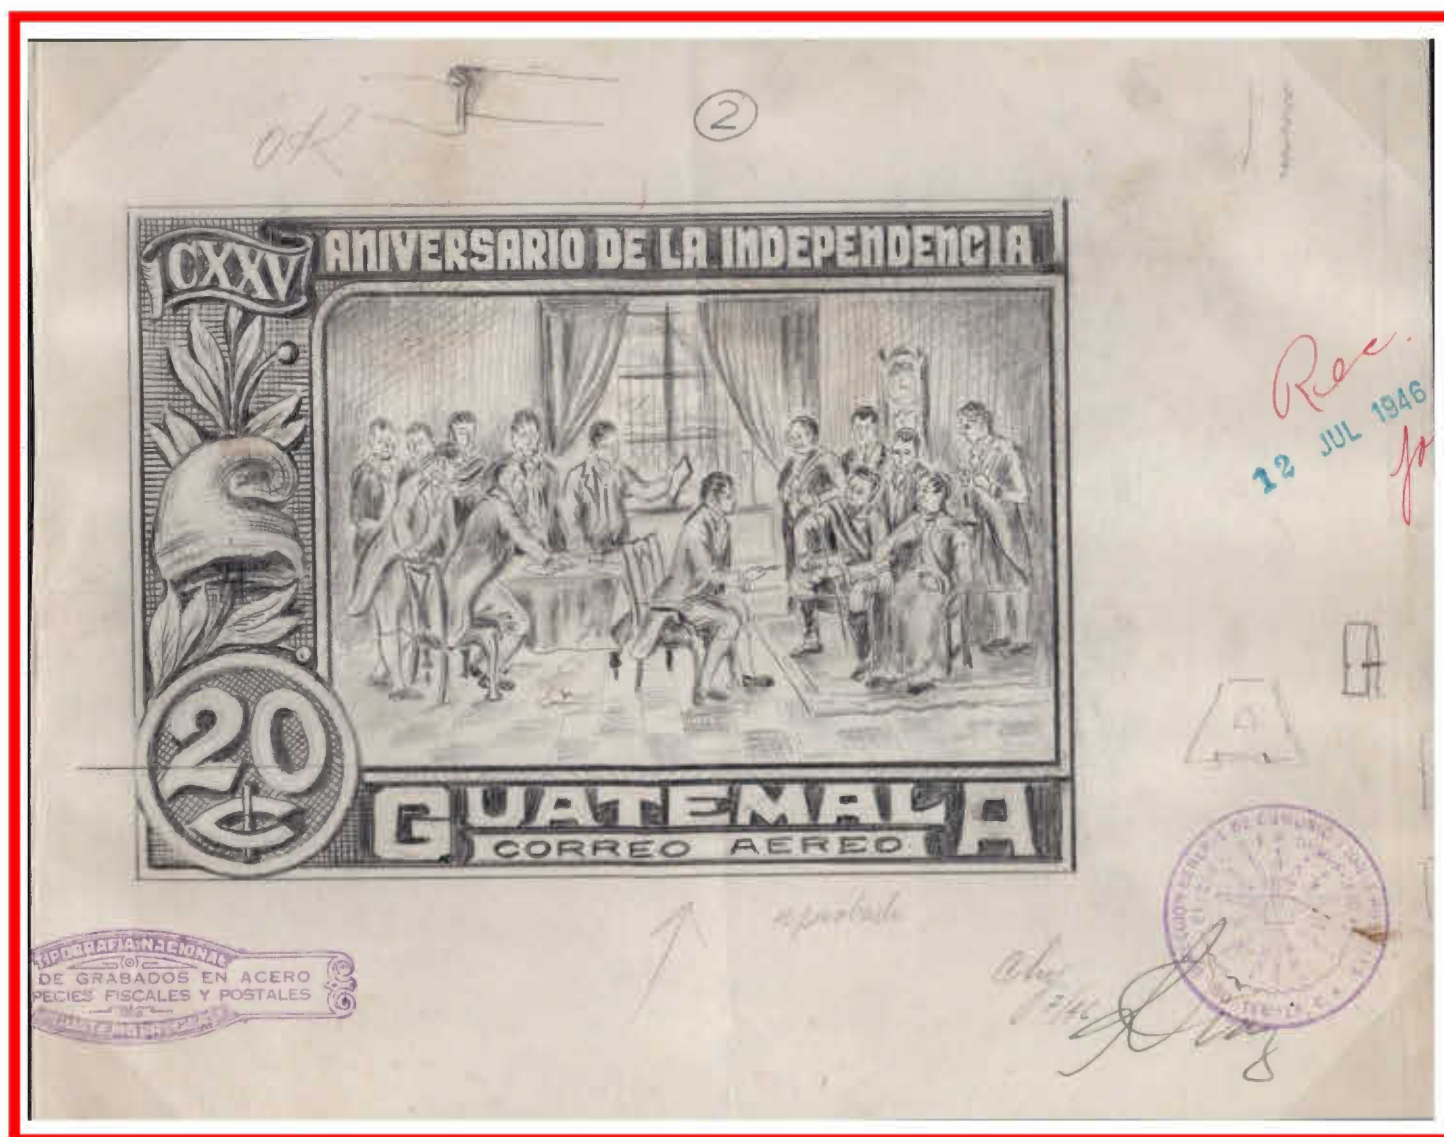 OK
2
CXXV
ANIVERSARIO DE LA INDEPENDENCIA
Rec.
12 JUL 1946
20
C
GUATEMALA
CORREO AEREO
aprobado
TIPOGRAFIA NACIONAL
DE GRABADOS EN ACERO
PECIES FISCALES Y POSTALES